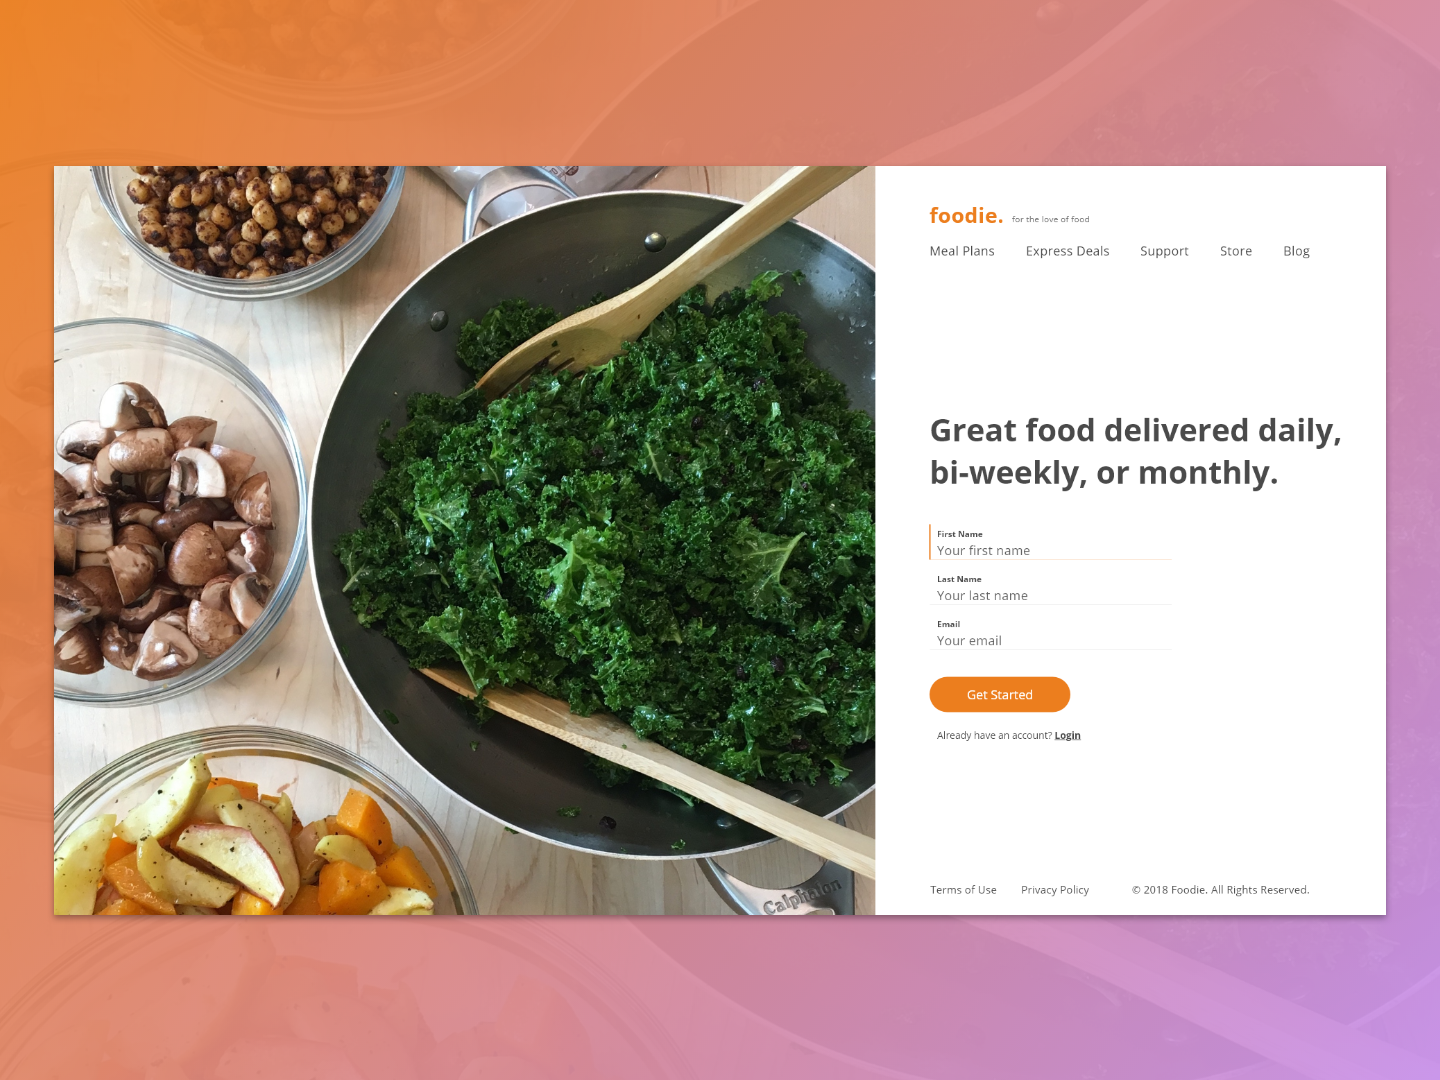 foodie. for the love of food
Meal Plans Express Deals Support Store Blog
Great food delivered daily,
bi-weekly, or monthly.
First Name
Your first name
Last Name
Your last name
Email
Your email
Get Started
Already have an account? Login
Calphalon
Terms of Use Privacy Policy © 2018 Foodie. All Rights Reserved.